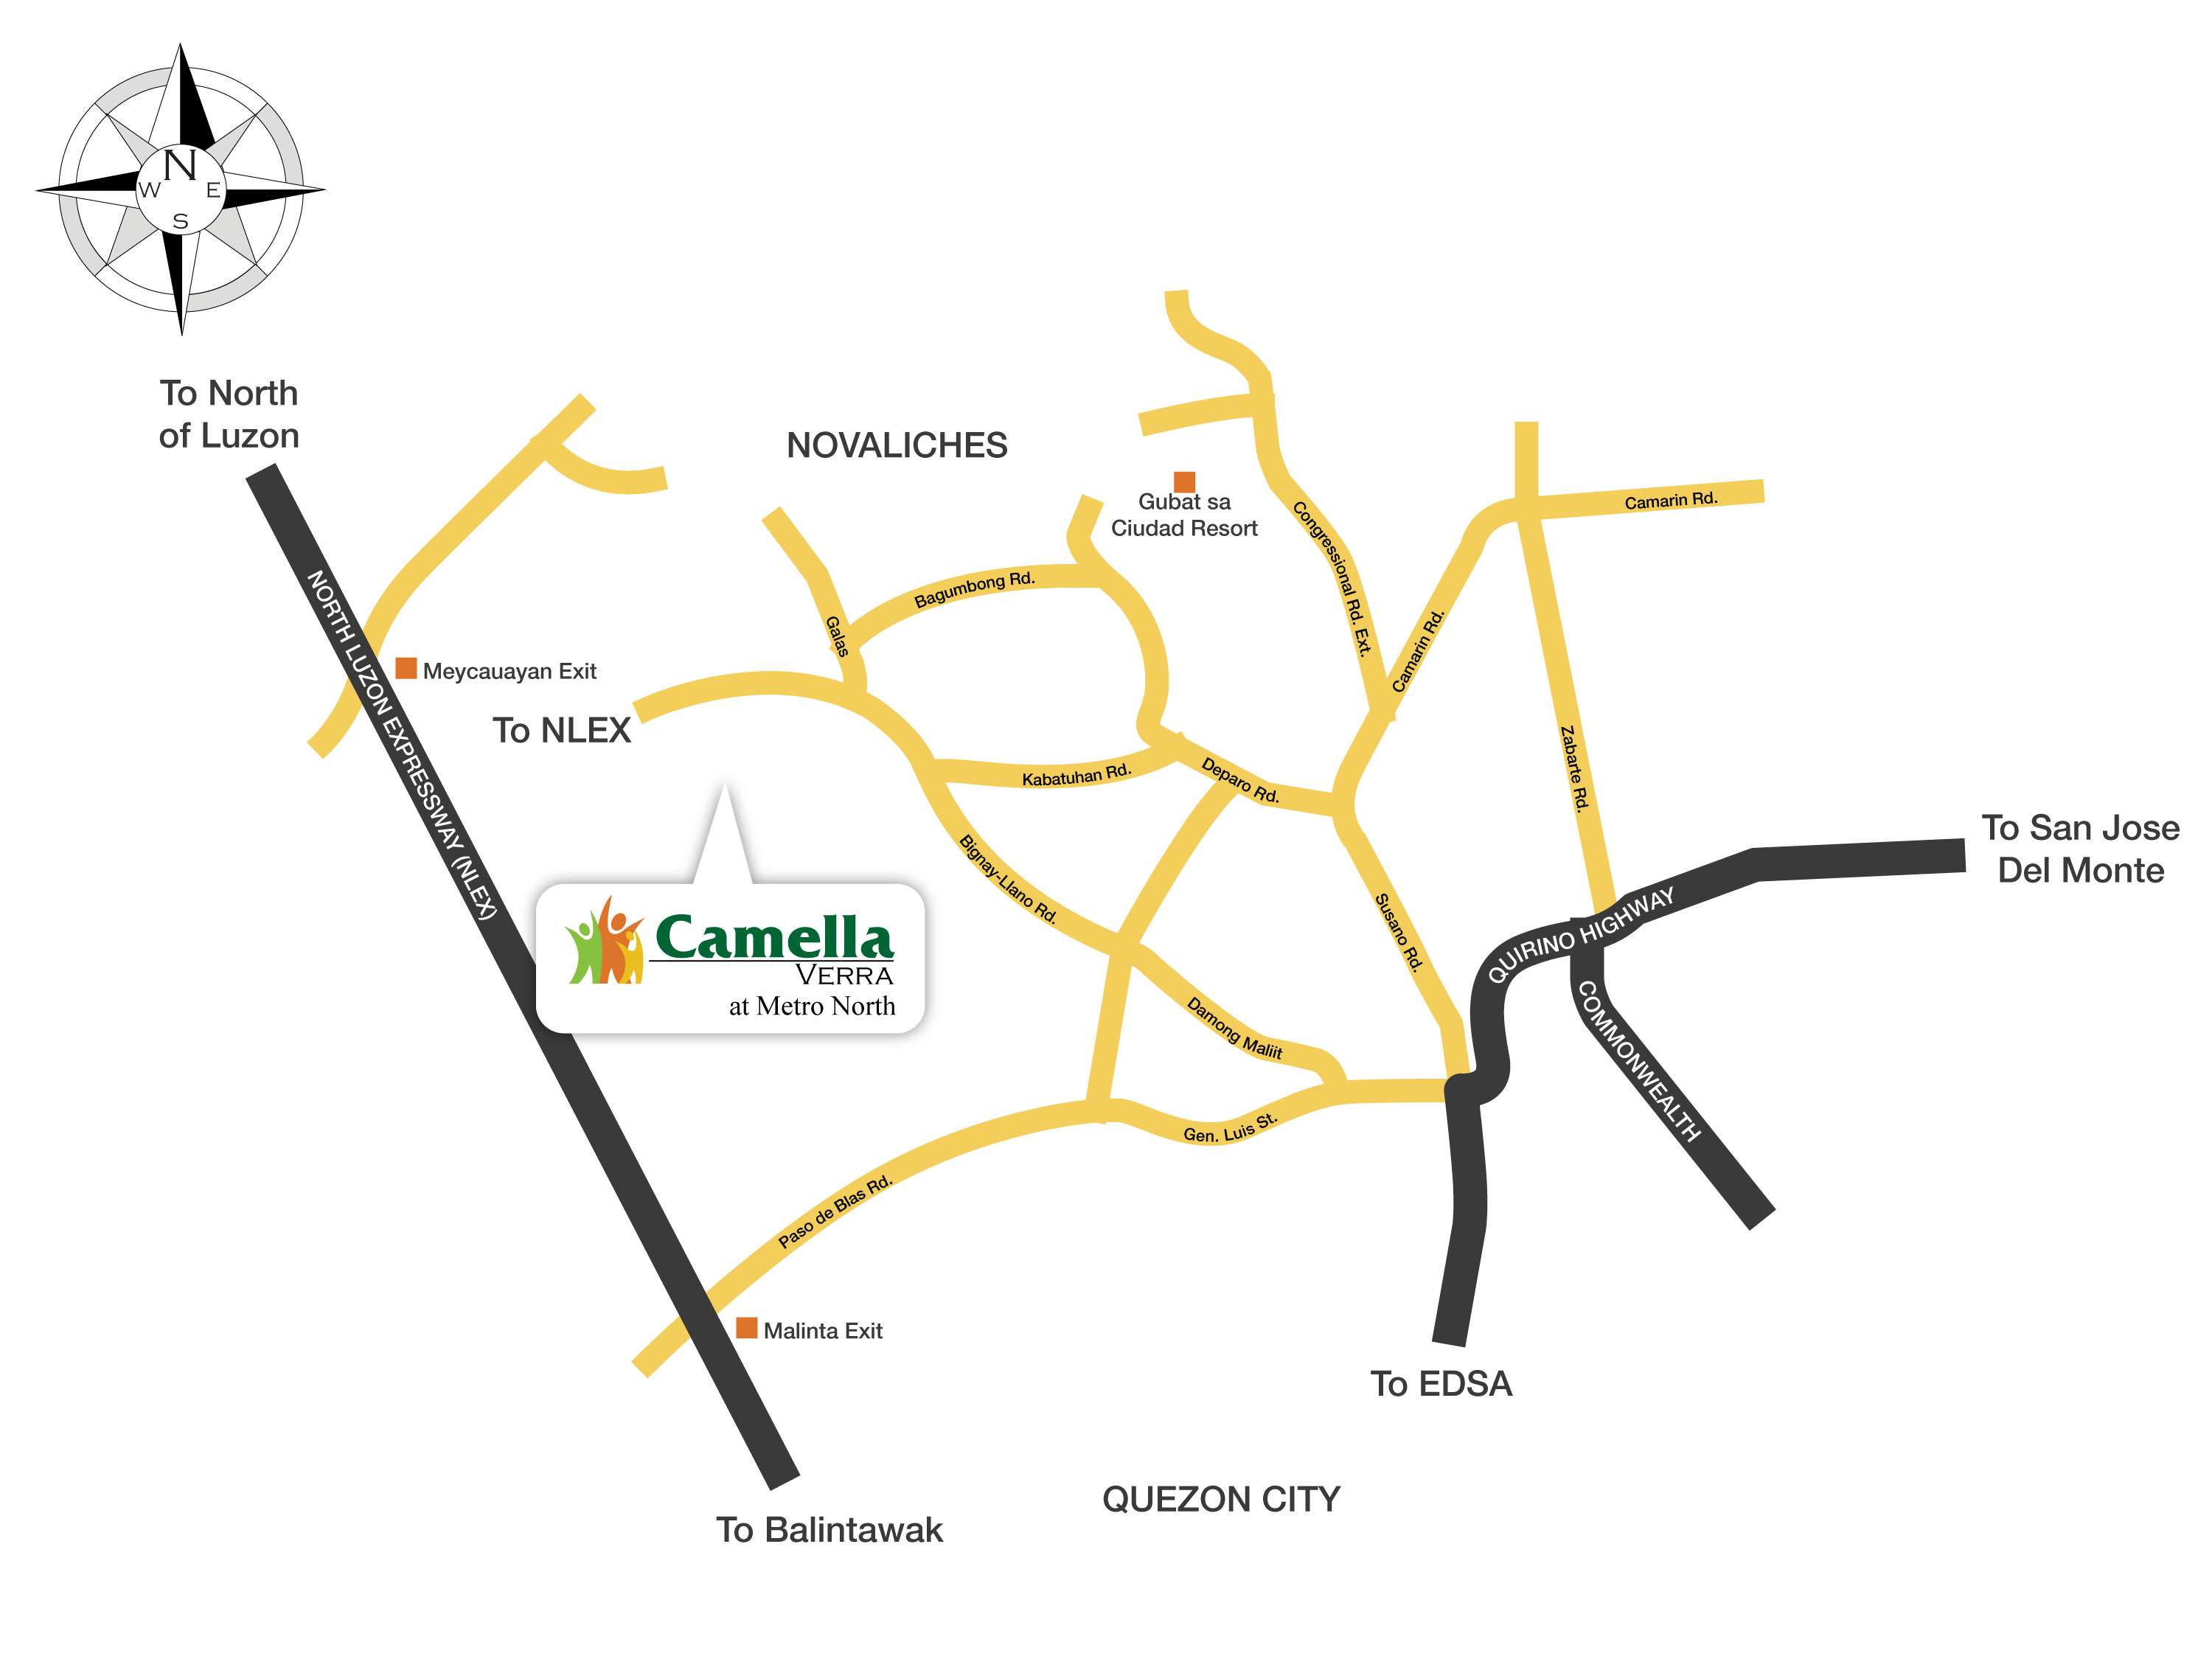 N
W
E
S
To North
of Luzon
NORTH LUZON EXPRESSWAY (NLEX)
NOVALICHES
Gubat sa
Ciudad Resort
Congressional Rd. Ext.
Camarin Rd.
Camarin Rd.
Bagumbong Rd.
Galas
Meycauayan Exit
To NLEX
Kabatuhan Rd.
Deparo Rd.
Zabarte Rd.
To San Jose
Del Monte
Camella
VERRA
at Metro North
Bignay-Llano Rd.
Susano Rd.
QUIRINO HIGHWAY
COMMONWEALTH
Damong Maliit
Gen. Luis St.
Paso de Blas Rd.
Malinta Exit
To EDSA
QUEZON CITY
To Balintawak